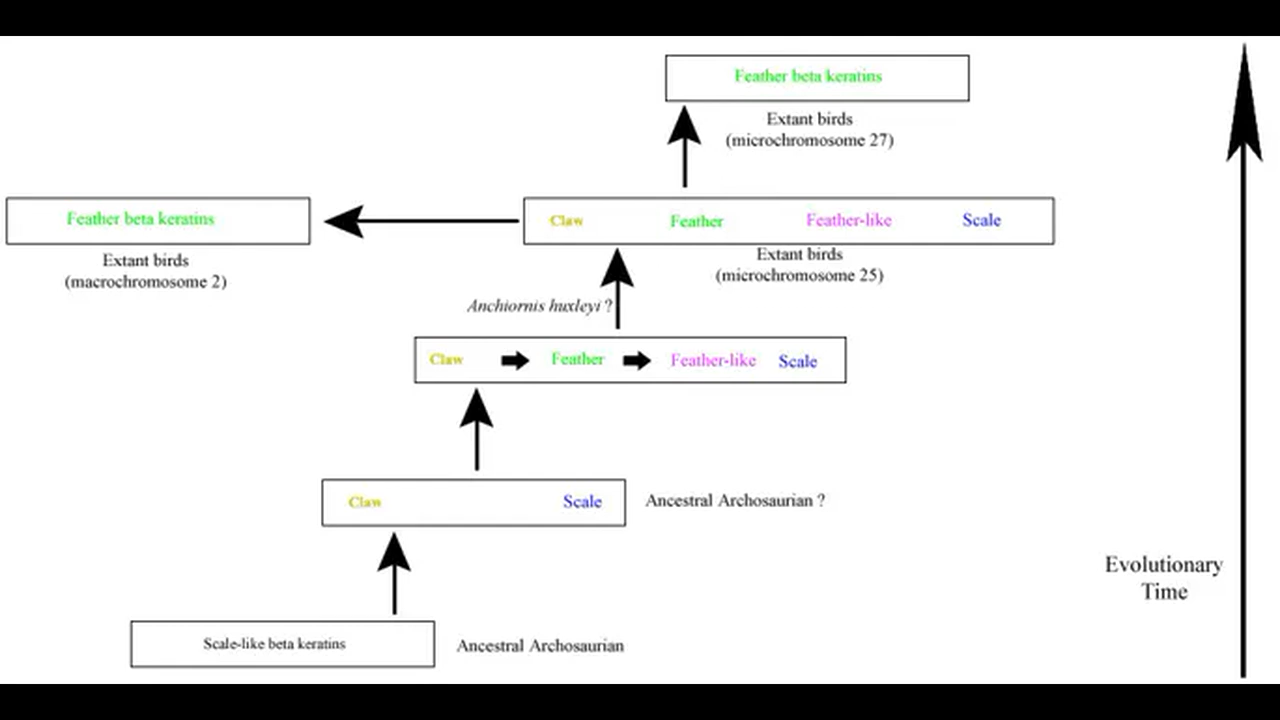 Feather beta keratins
Extant birds
(microchromosome 27)
Feather beta keratins
Extant birds
(macrochromosome 2)
Claw Feather Feather-like Scale
Extant birds
(microchromosome 25)
Anchiornis huxleyi ?
Claw Feather Feather-like Scale
Claw Scale
Ancestral Archosaurian ?
Evolutionary
Time
Scale-like beta keratins
Ancestral Archosaurian